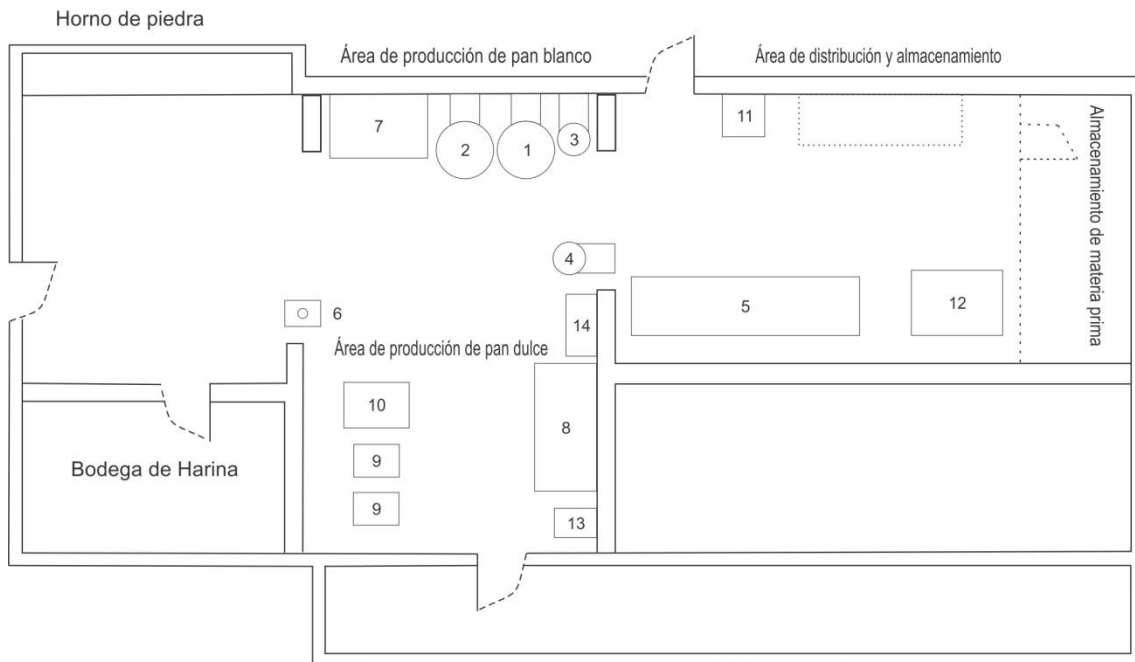 Horno de piedra
Área de producción de pan blanco
Área de distribución y almacenamiento
7
2
1
3
11
Almacenamiento de materia prima
4
5
12
6
14
Área de producción de pan dulce
10
8
9
Bodega de Harina
9
13